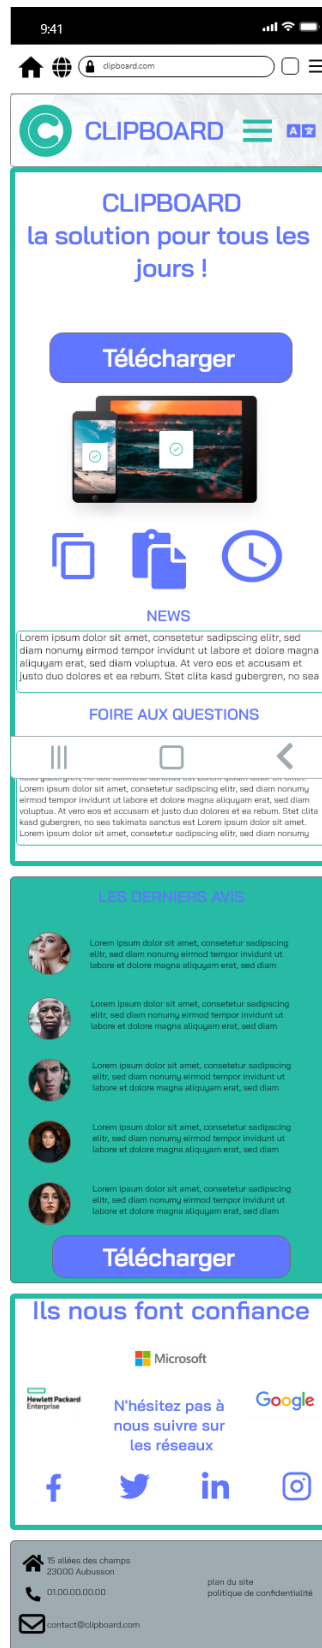 9:41
clipboard.com
CLIPBOARD
CLIPBOARD
la solution pour tous les
jours !
Télécharger
NEWS
Lorem ipsum dolor sit amet, consetetur sadipscing elitr, sed
diam nonumy eirmod tempor invidunt ut labore et dolore magna
aliquyam erat, sed diam voluptua. At vero eos et accusam et
justo duo dolores et ea rebum. Stet clita kasd gubergren, no sea
FOIRE AUX QUESTIONS
kasd gubergren, no sea takimata sanctus est Lorem ipsum dolor sit amet.
Lorem ipsum dolor sit amet, consetetur sadipscing elitr, sed diam nonumy
eirmod tempor invidunt ut labore et dolore magna aliquyam erat, sed diam
voluptua. At vero eos et accusam et justo duo dolores et ea rebum. Stet clita
kasd gubergren, no sea takimata sanctus est Lorem ipsum dolor sit amet.
Lorem ipsum dolor sit amet, consetetur sadipscing elitr, sed diam nonumy
LES DERNIERS AVIS
Lorem ipsum dolor sit amet, consetetur sadipscing
elitr, sed diam nonumy eirmod tempor invidunt ut
labore et dolore magna aliquyam erat, sed diam
Lorem ipsum dolor sit amet, consetetur sadipscing
elitr, sed diam nonumy eirmod tempor invidunt ut
labore et dolore magna aliquyam erat, sed diam
Lorem ipsum dolor sit amet, consetetur sadipscing
elitr, sed diam nonumy eirmod tempor invidunt ut
labore et dolore magna aliquyam erat, sed diam
Lorem ipsum dolor sit amet, consetetur sadipscing
elitr, sed diam nonumy eirmod tempor invidunt ut
labore et dolore magna aliquyam erat, sed diam
Lorem ipsum dolor sit amet, consetetur sadipscing
elitr, sed diam nonumy eirmod tempor invidunt ut
labore et dolore magna aliquyam erat, sed diam
Télécharger
Ils nous font confiance
Microsoft
Hewlett Packard
Enterprise
Google
N'hésitez pas à
nous suivre sur
les réseaux
15 allées des champs
23000 Aubusson
01.00.00.00.00
contact@clipboard.com
plan du site
politique de confidentialité